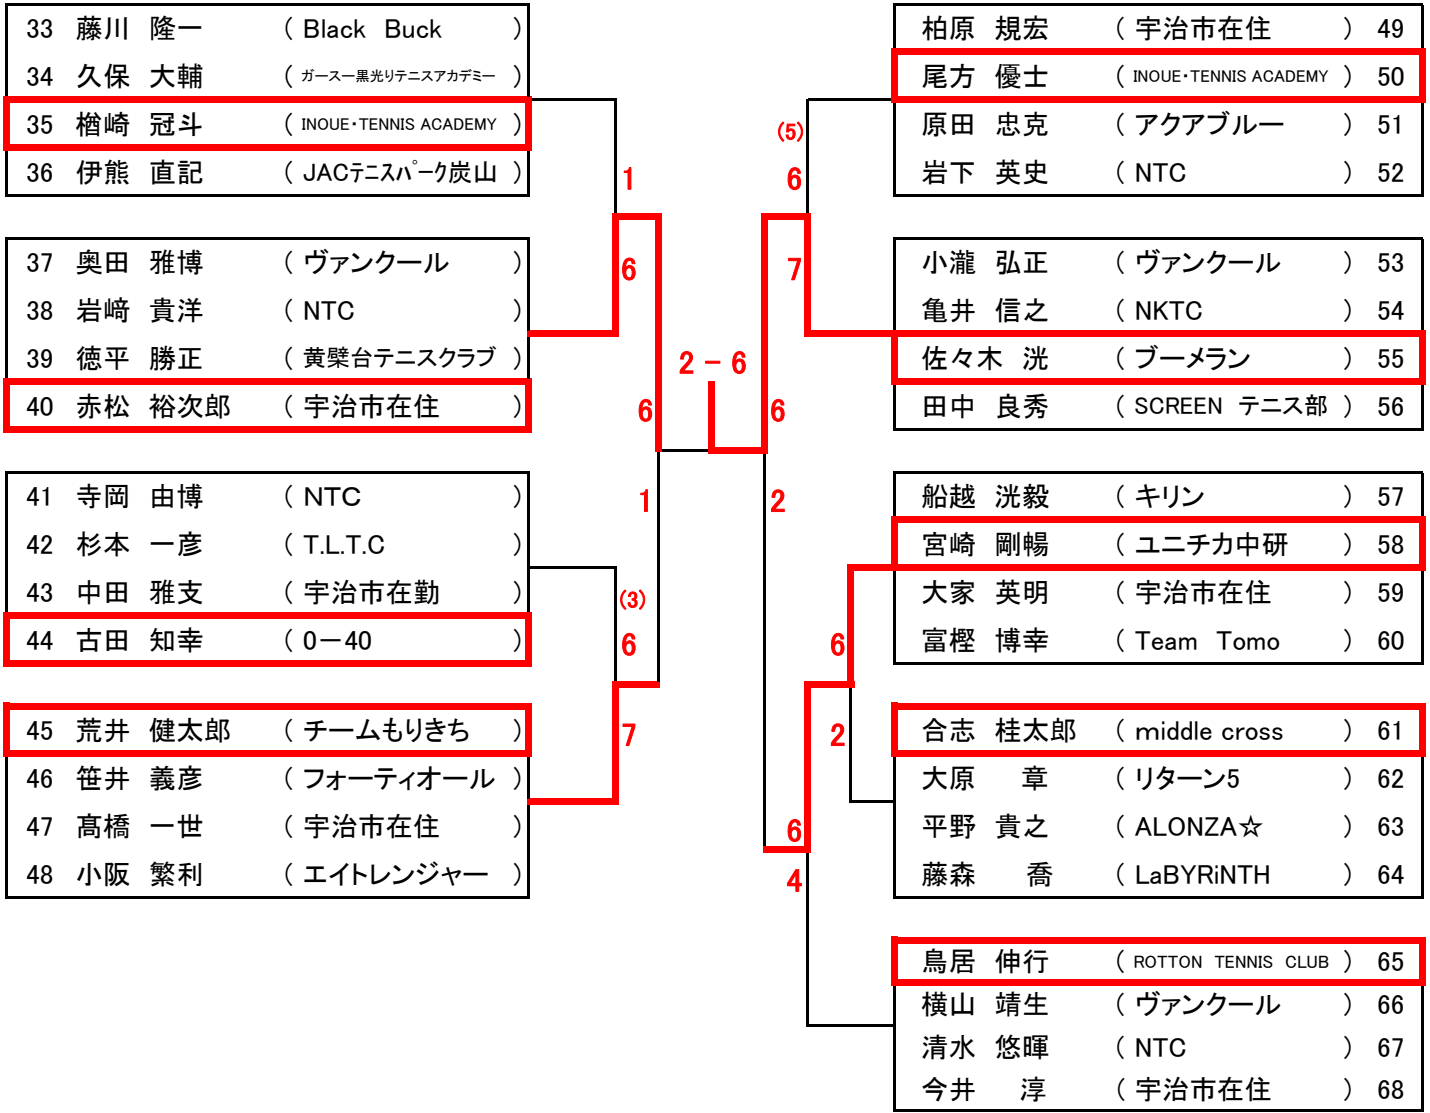 33 藤川 隆一 ( Black Buck )
34 久保 大輔 ( ガースー黒光りテニスアカデミー )
35 楢崎 冠斗 ( INOUE・TENNIS ACADEMY )
36 伊熊 直記 ( JACテニスパーク炭山 )
37 奥田 雅博 ( ヴァンクール )
38 岩﨑 貴洋 ( NTC )
39 徳平 勝正 ( 黄檗台テニスクラブ )
40 赤松 裕次郎 ( 宇治市在住 )
41 寺岡 由博 ( NTC )
42 杉本 一彦 ( T.L.T.C )
43 中田 雅支 ( 宇治市在勤 )
44 古田 知幸 ( 0－40 )
45 荒井 健太郎 ( チームもりきち )
46 笹井 義彦 ( フォーティオール )
47 髙橋 一世 ( 宇治市在住 )
48 小阪 繁利 ( エイトレンジャー )
1
6
6
1
(3)
6
7
2 － 6
(5)
6
7
6
2
6
2
6
4
柏原 規宏 ( 宇治市在住 ) 49
尾方 優士 ( INOUE・TENNIS ACADEMY ) 50
原田 忠克 ( アクアブルー ) 51
岩下 英史 ( NTC ) 52
小瀧 弘正 ( ヴァンクール ) 53
亀井 信之 ( NKTC ) 54
佐々木 洸 ( ブーメラン ) 55
田中 良秀 ( SCREEN テニス部 ) 56
船越 洸毅 ( キリン ) 57
宮崎 剛暢 ( ユニチカ中研 ) 58
大家 英明 ( 宇治市在住 ) 59
富樫 博幸 ( Team Tomo ) 60
合志 桂太郎 ( middle cross ) 61
大原 章 ( リターン5 ) 62
平野 貴之 ( ALONZA☆ ) 63
藤森 喬 ( LaBYRiNTH ) 64
鳥居 伸行 ( ROTTON TENNIS CLUB ) 65
横山 靖生 ( ヴァンクール ) 66
清水 悠暉 ( NTC ) 67
今井 淳 ( 宇治市在住 ) 68